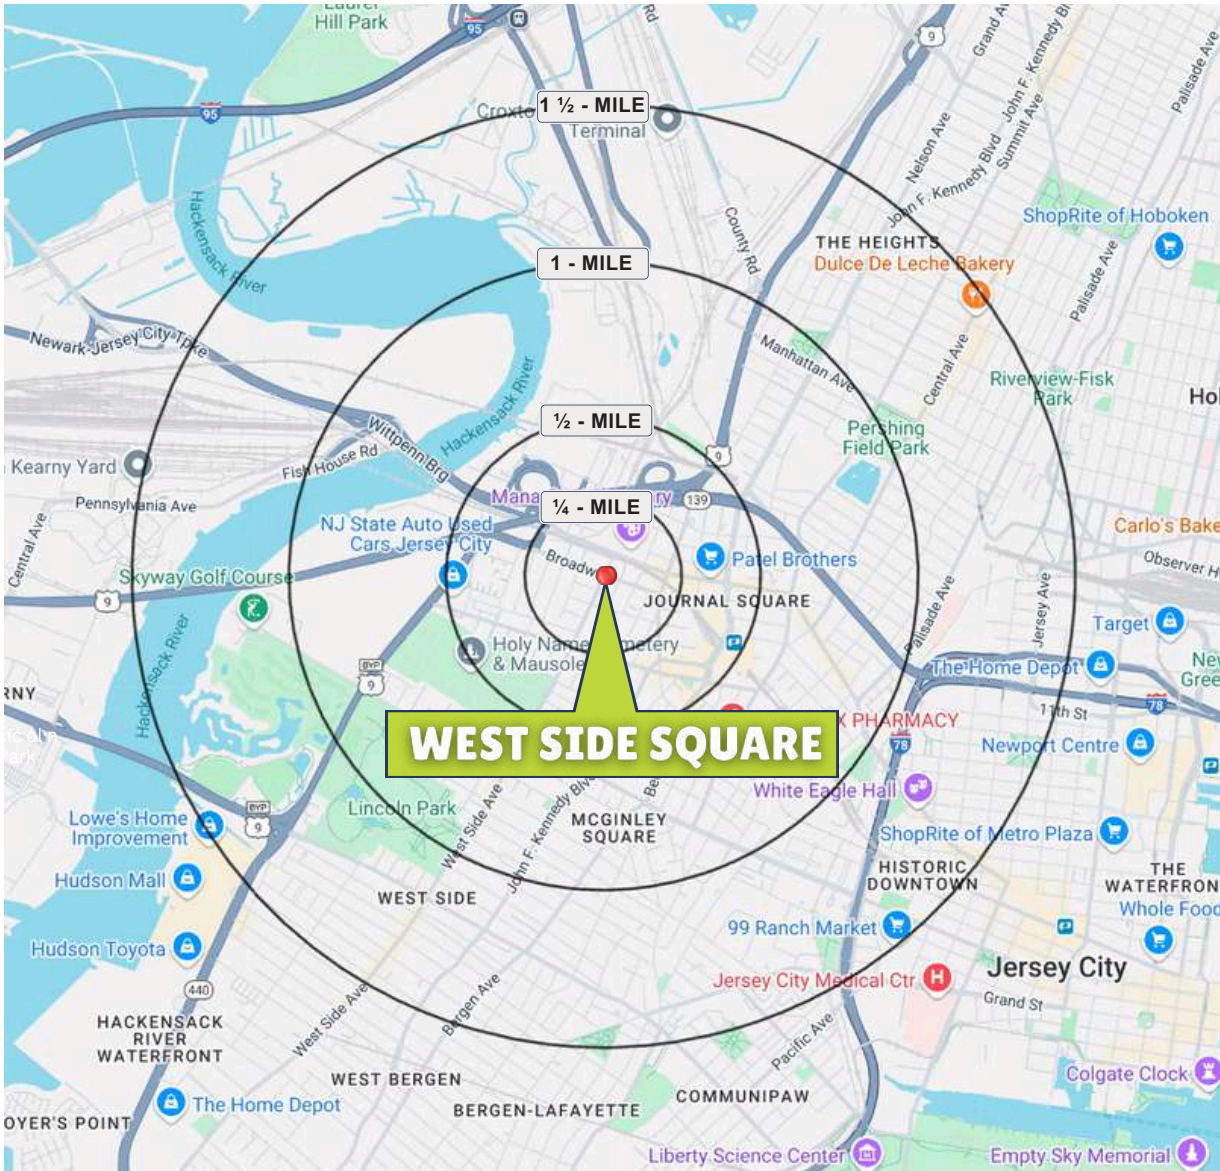 Laurel
Hill Park
95
Rd
9
Grand Ave
John F. Kennedy Bl
Palisade Ave
1 ½ - MILE
95
Terminal
Nelson Ave
Summit Ave
John F. Kennedy Blvd
Hackensack River
County Rd
ShopRite of Hoboken
THE HEIGHTS
Dulce De Leche Bakery
1 - MILE
Palisade Ave
Newark-Jersey City Tpke
Manhattan Ave
Central Ave
Riverview-Fisk
Park
Hackensack River
½ - MILE
Wittpenn Brg
Pershing
Field Park
Kearny Yard
Fish House Rd
9
Pennsylvania Ave
139
¼ - MILE
NJ State Auto Used
Cars Jersey City
Central Ave
Carlo's Bake
Broadw
Patel Brothers
Observer H
Skyway Golf Course
9
JOURNAL SQUARE
Palisade Ave
Jersey Ave
Target
Holy Name Cemetery
& Mausole
Hackensack River
BYP
9
The Home Depot
78
11th St
WEST SIDE SQUARE
X PHARMACY
78
Newport Centre
White Eagle Hall
Lincoln Park
BYP
9
West Side Ave
John F. Kennedy Blvd
Be
Lowe's Home
Improvement
MCGINLEY
SQUARE
ShopRite of Metro Plaza
Hudson Mall
HISTORIC
DOWNTOWN
THE
WATERFRON
WEST SIDE
Whole Food
99 Ranch Market
Hudson Toyota
Jersey City
Jersey City Medical Ctr
440
Grand St
West Side Ave
Bergen Ave
HACKENSACK
RIVER
WATERFRONT
Pacific Ave
WEST BERGEN
Colgate Clock
The Home Depot
COMMUNIPAW
BERGEN-LAFAYETTE
OYER'S POINT
Liberty Science Center
Empty Sky Memorial